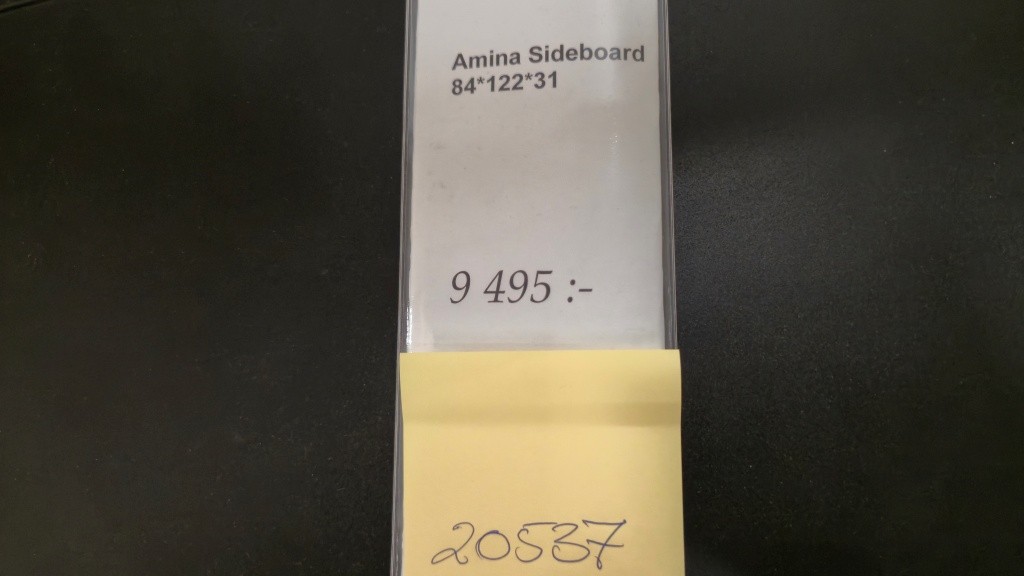 Amina Sideboard
84*122*31
9 495 :-
20537